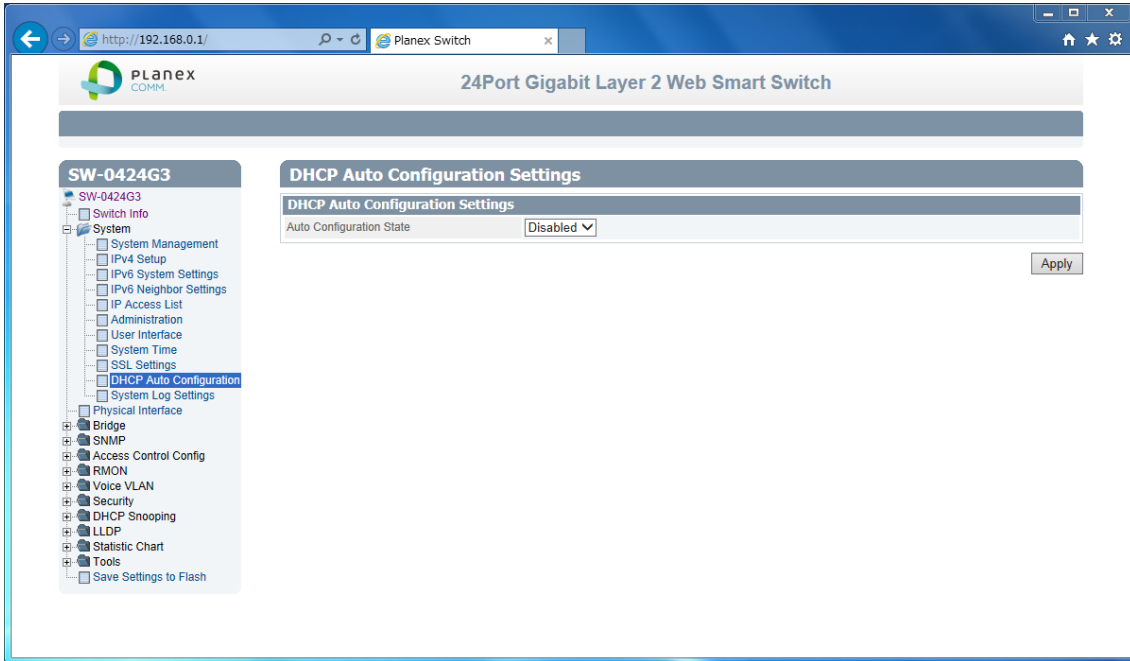 http://192.168.0.1/
Planex Switch
PLANEX
COMM.
24Port Gigabit Layer 2 Web Smart Switch
SW-0424G3
SW-0424G3
Switch Info
System
System Management
IPv4 Setup
IPv6 System Settings
IPv6 Neighbor Settings
IP Access List
Administration
User Interface
System Time
SSL Settings
DHCP Auto Configuration
System Log Settings
Physical Interface
Bridge
SNMP
Access Control Config
RMON
Voice VLAN
Security
DHCP Snooping
LLDP
Statistic Chart
Tools
Save Settings to Flash
DHCP Auto Configuration Settings
DHCP Auto Configuration Settings
Auto Configuration State Disabled
Apply